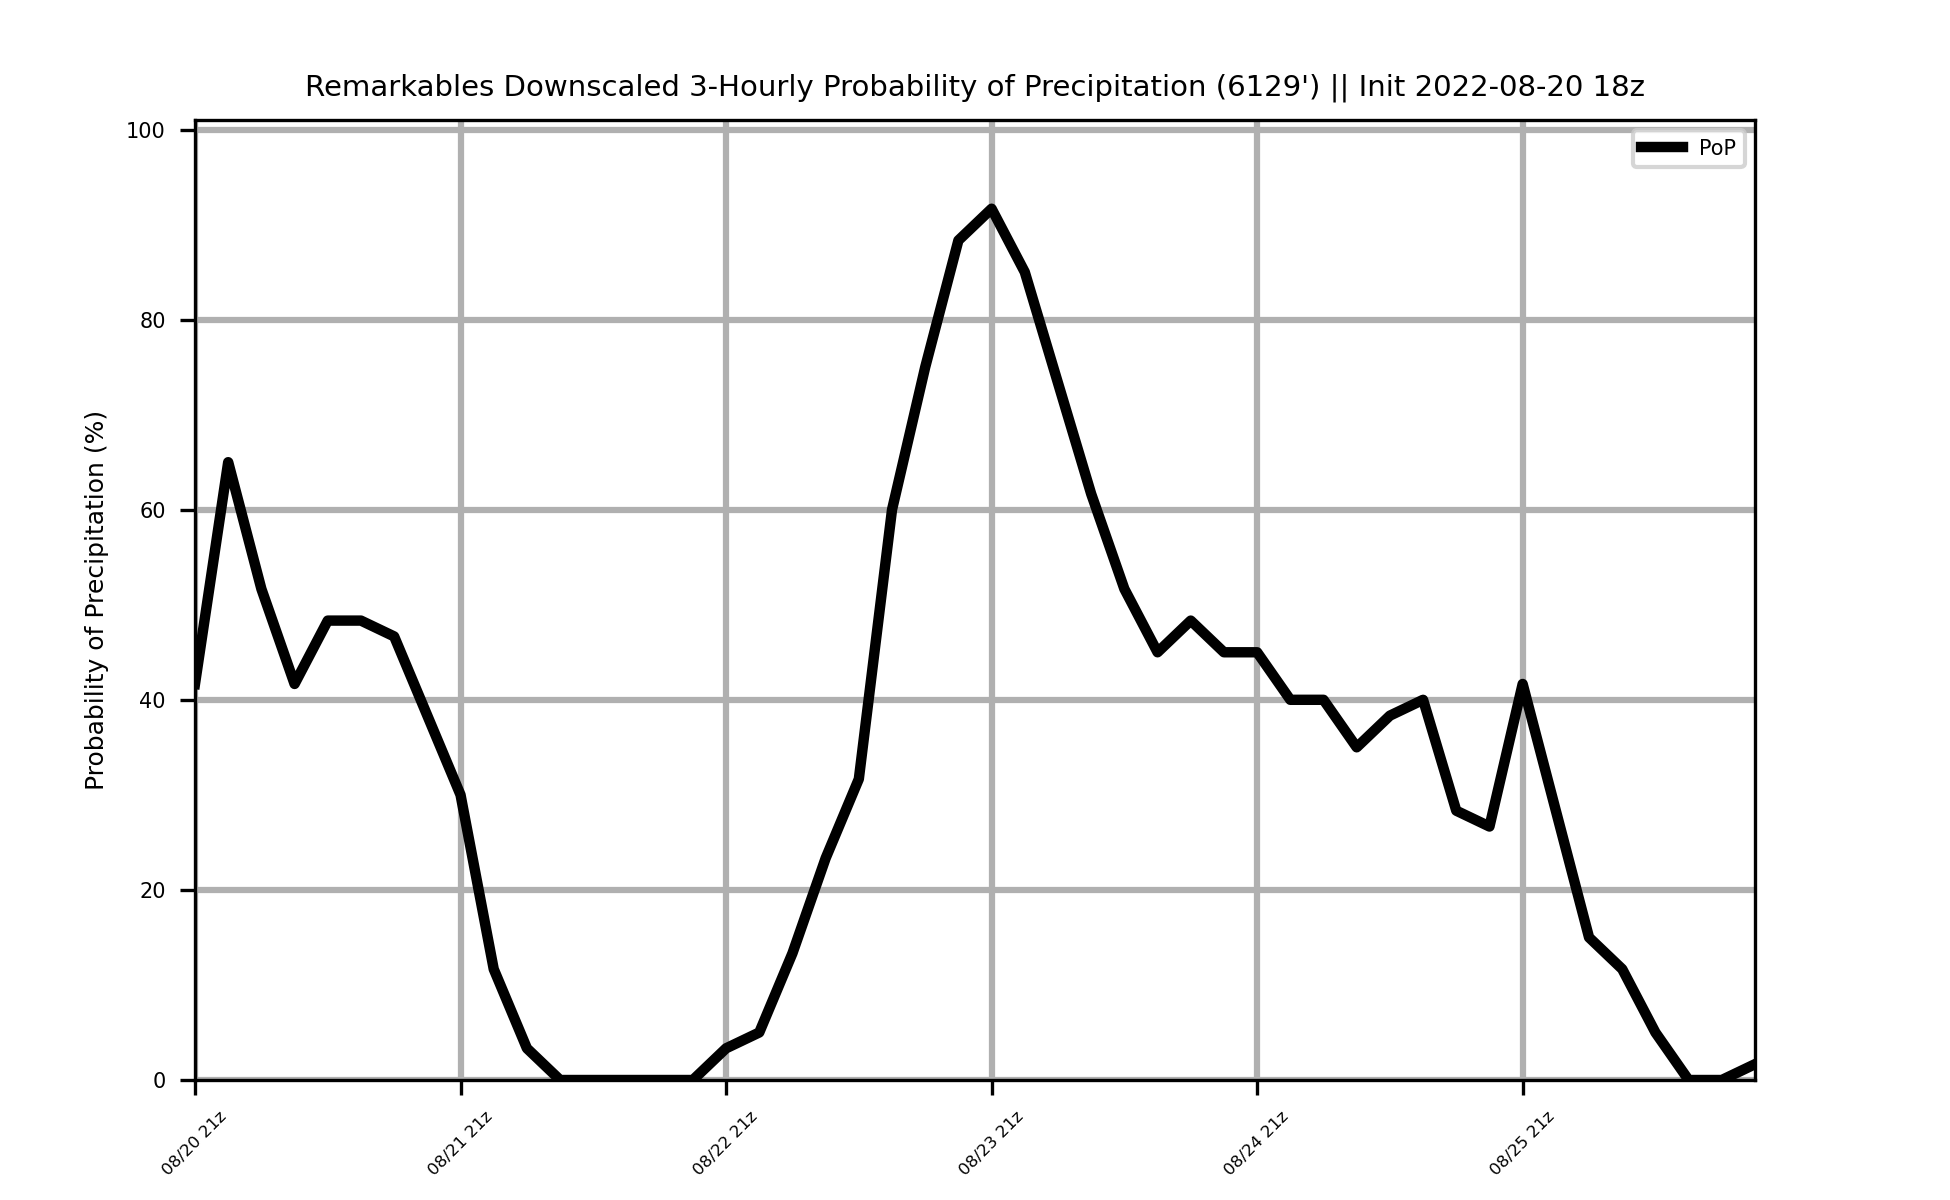 Remarkables Downscaled 3-Hourly Probability of Precipitation (6129') || Init 2022-08-20 18z
PoP
Probability of Precipitation (%)
100
80
60
40
20
0
08/20 21z
08/21 21z
08/22 21z
08/23 21z
08/24 21z
08/25 21z